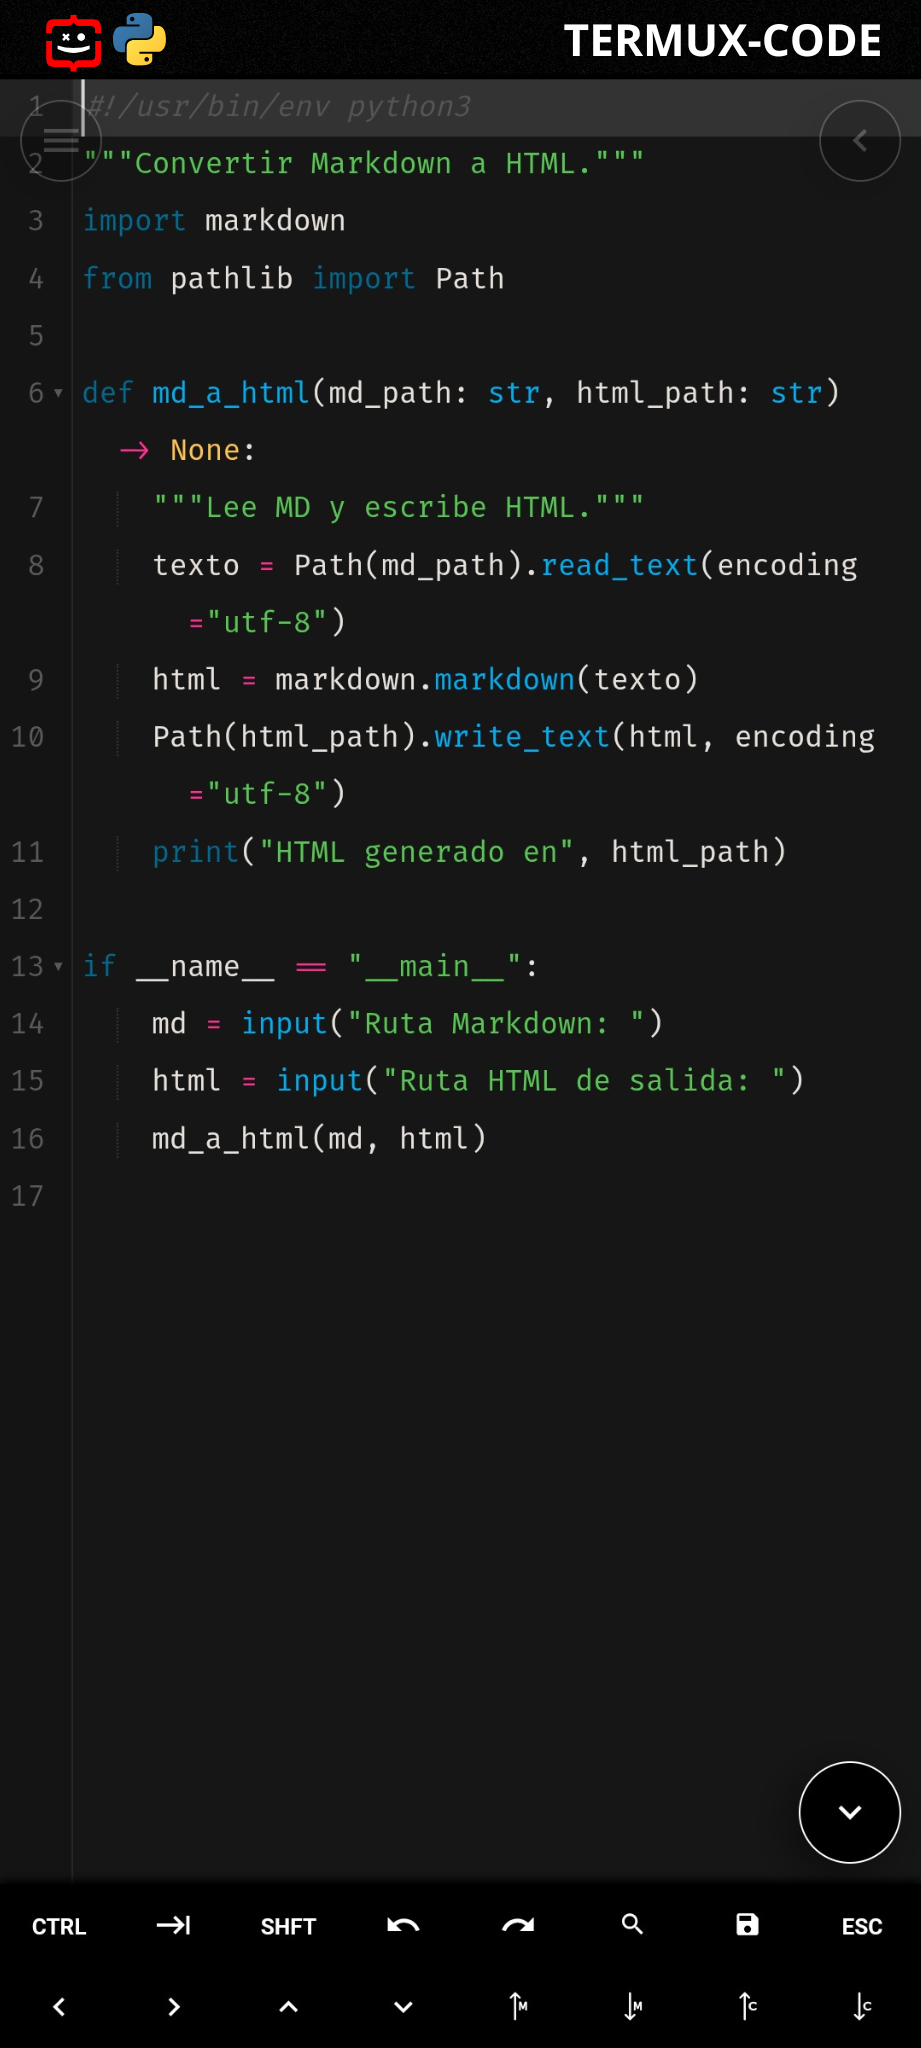 TERMUX-CODE
1 #!/usr/bin/env python3
2 """Convertir Markdown a HTML."""
3 import markdown
4 from pathlib import Path
5
6 def md_a_html(md_path: str, html_path: str)
-> None:
7 """Lee MD y escribe HTML."""
8 texto = Path(md_path).read_text(encoding
="utf-8")
9 html = markdown.markdown(texto)
10 Path(html_path).write_text(html, encoding
="utf-8")
11 print("HTML generado en", html_path)
12
13 if __name__ == "__main__":
14 md = input("Ruta Markdown: ")
15 html = input("Ruta HTML de salida: ")
16 md_a_html(md, html)
17
CTRL SHFT ESC
M M C C